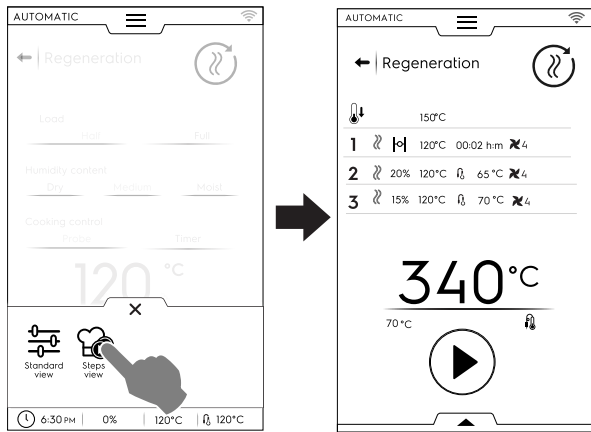 AUTOMATIC
Regeneration
Load
Half Full
Humidity content
Dry Medium Moist
Cooking control
Probe Timer
120 °C
Standard view
Steps view
6:30 PM 0% 120°C 120°C
AUTOMATIC
Regeneration
150°C
1 120°C 00:02 h:m 4
2 20% 120°C 65 °C 4
3 15% 120°C 70 °C 4
340°C
70 °C